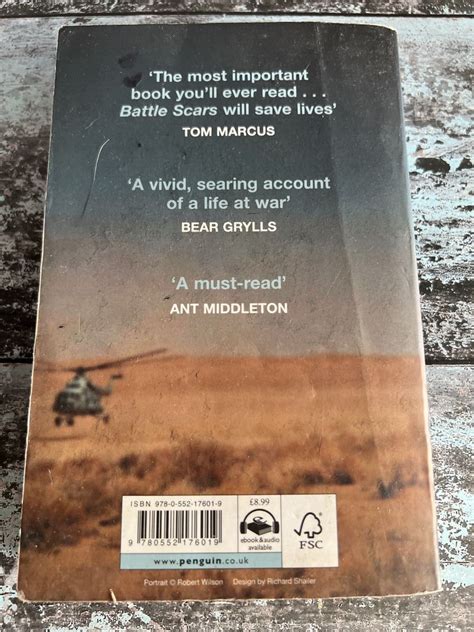 ‘The most important
book you’ll ever read . . .
Battle Scars will save lives’
TOM MARCUS
‘A vivid, searing account
of a life at war’
BEAR GRYLLS
‘A must-read’
ANT MIDDLETON
ISBN 978-0-552-17601-9
9 780552 176019
£8.99
ebook & audio
available
FSC
www.penguin.co.uk
Portrait © Robert Wilson Design by Richard Shailer